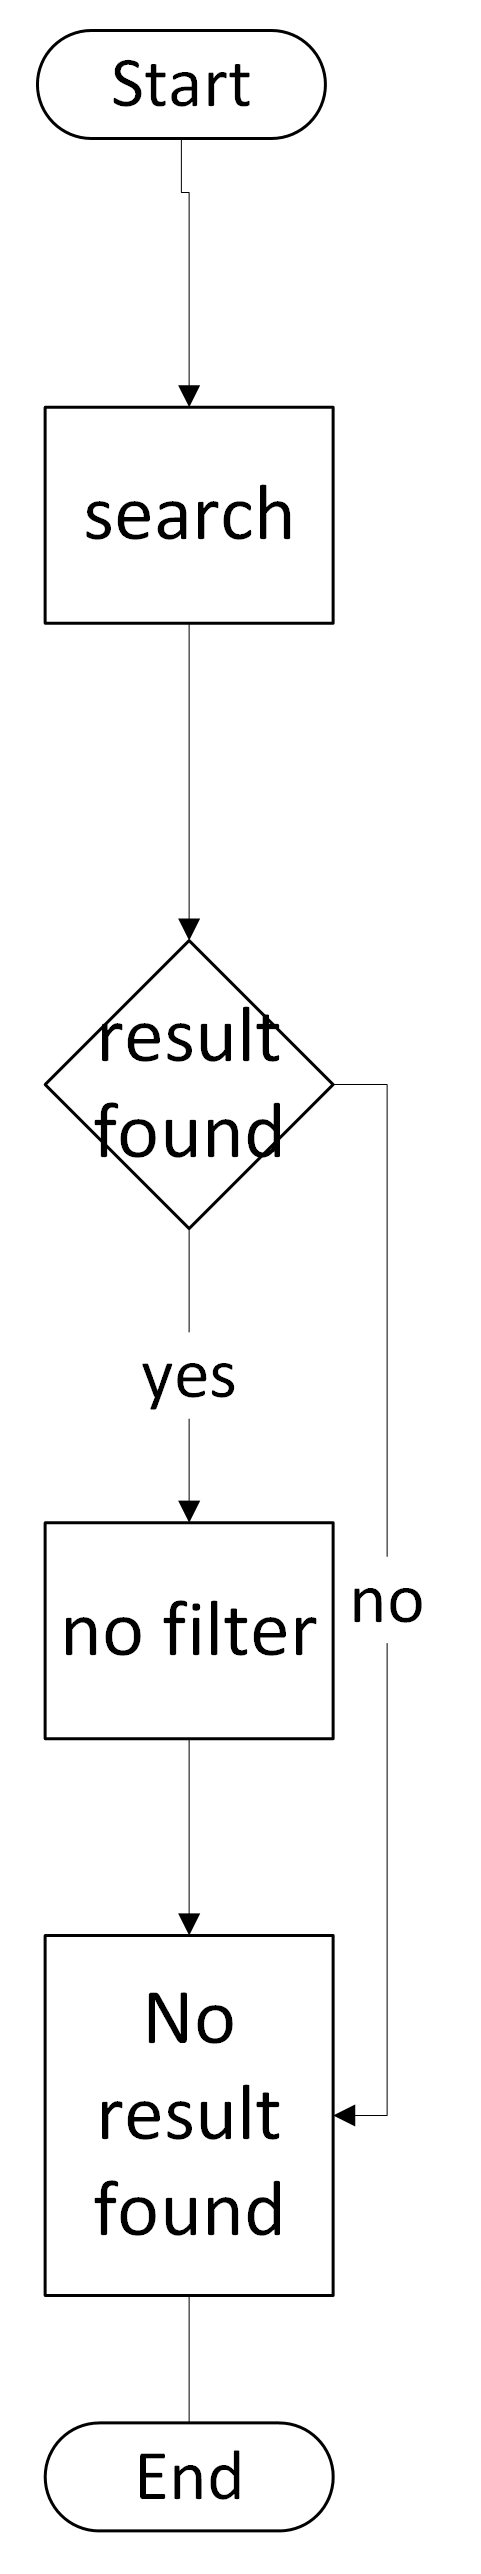 Start
search
result
found
yes
no filter
no
No
result
found
End